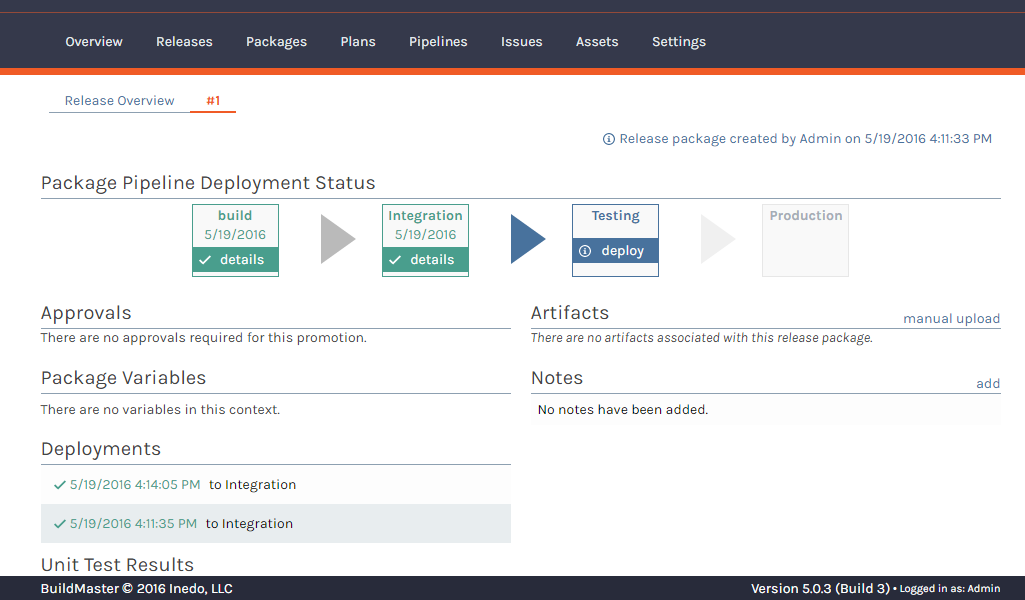 Overview Releases Packages Plans Pipelines Issues Assets Settings
Release Overview #1
Release package created by Admin on 5/19/2016 4:11:33 PM
Package Pipeline Deployment Status
build
5/19/2016
details
Integration
5/19/2016
details
Testing
deploy
Production
Approvals
There are no approvals required for this promotion.
Artifacts manual upload
There are no artifacts associated with this release package.
Package Variables
There are no variables in this context.
Notes add
No notes have been added.
Deployments
5/19/2016 4:14:05 PM to Integration
5/19/2016 4:11:35 PM to Integration
Unit Test Results
BuildMaster © 2016 Inedo, LLC
Version 5.0.3 (Build 3) • Logged in as: Admin